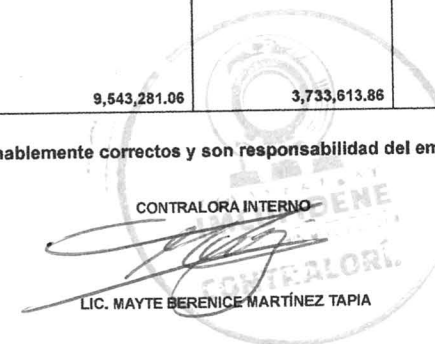 9,543,281.06 3,733,613.86
nablemente correctos y son responsabilidad del em
CONTRALORA INTERNO
LIC. MAYTE BERENICE MARTÍNEZ TAPIA